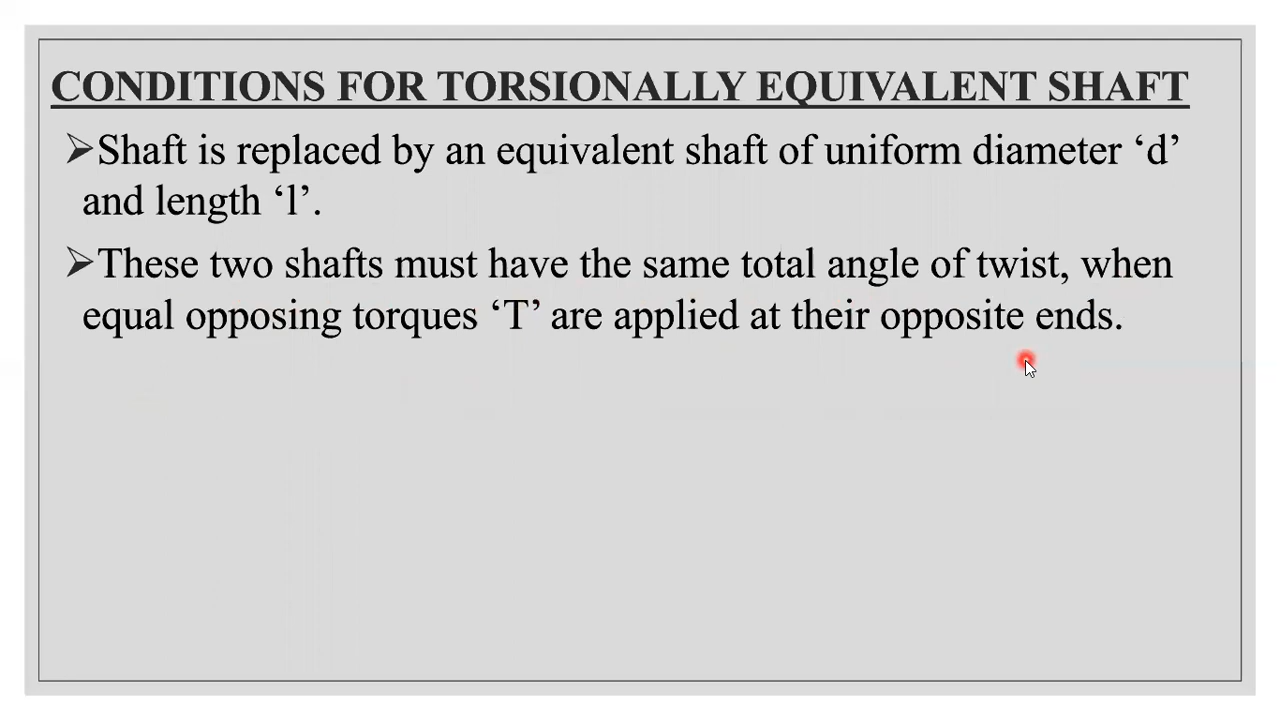 CONDITIONS FOR TORSIONALLY EQUIVALENT SHAFT
➢Shaft is replaced by an equivalent shaft of uniform diameter ‘d’
and length ‘l’.
➢These two shafts must have the same total angle of twist, when
equal opposing torques ‘T’ are applied at their opposite ends.